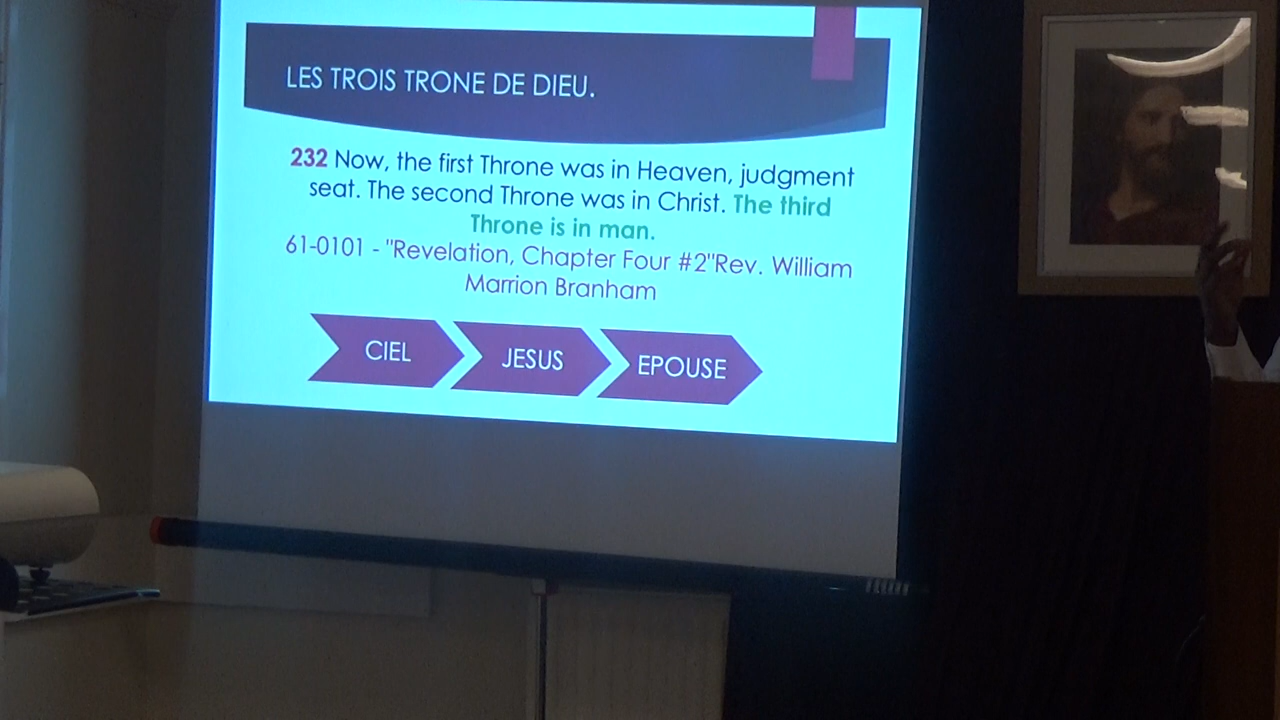 LES TROIS TRONE DE DIEU.
232 Now, the first Throne was in Heaven, judgment
seat. The second Throne was in Christ. The third
Throne is in man.
61-0101 - "Revelation, Chapter Four #2"Rev. William
Marrion Branham
CIEL JESUS EPOUSE